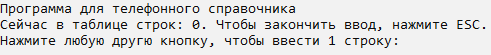 Программа для телефонного справочника
Сейчас в таблице строк: 0. Чтобы закончить ввод, нажмите ESC.
Нажмите любую другю кнопку, чтобы ввести 1 строку: